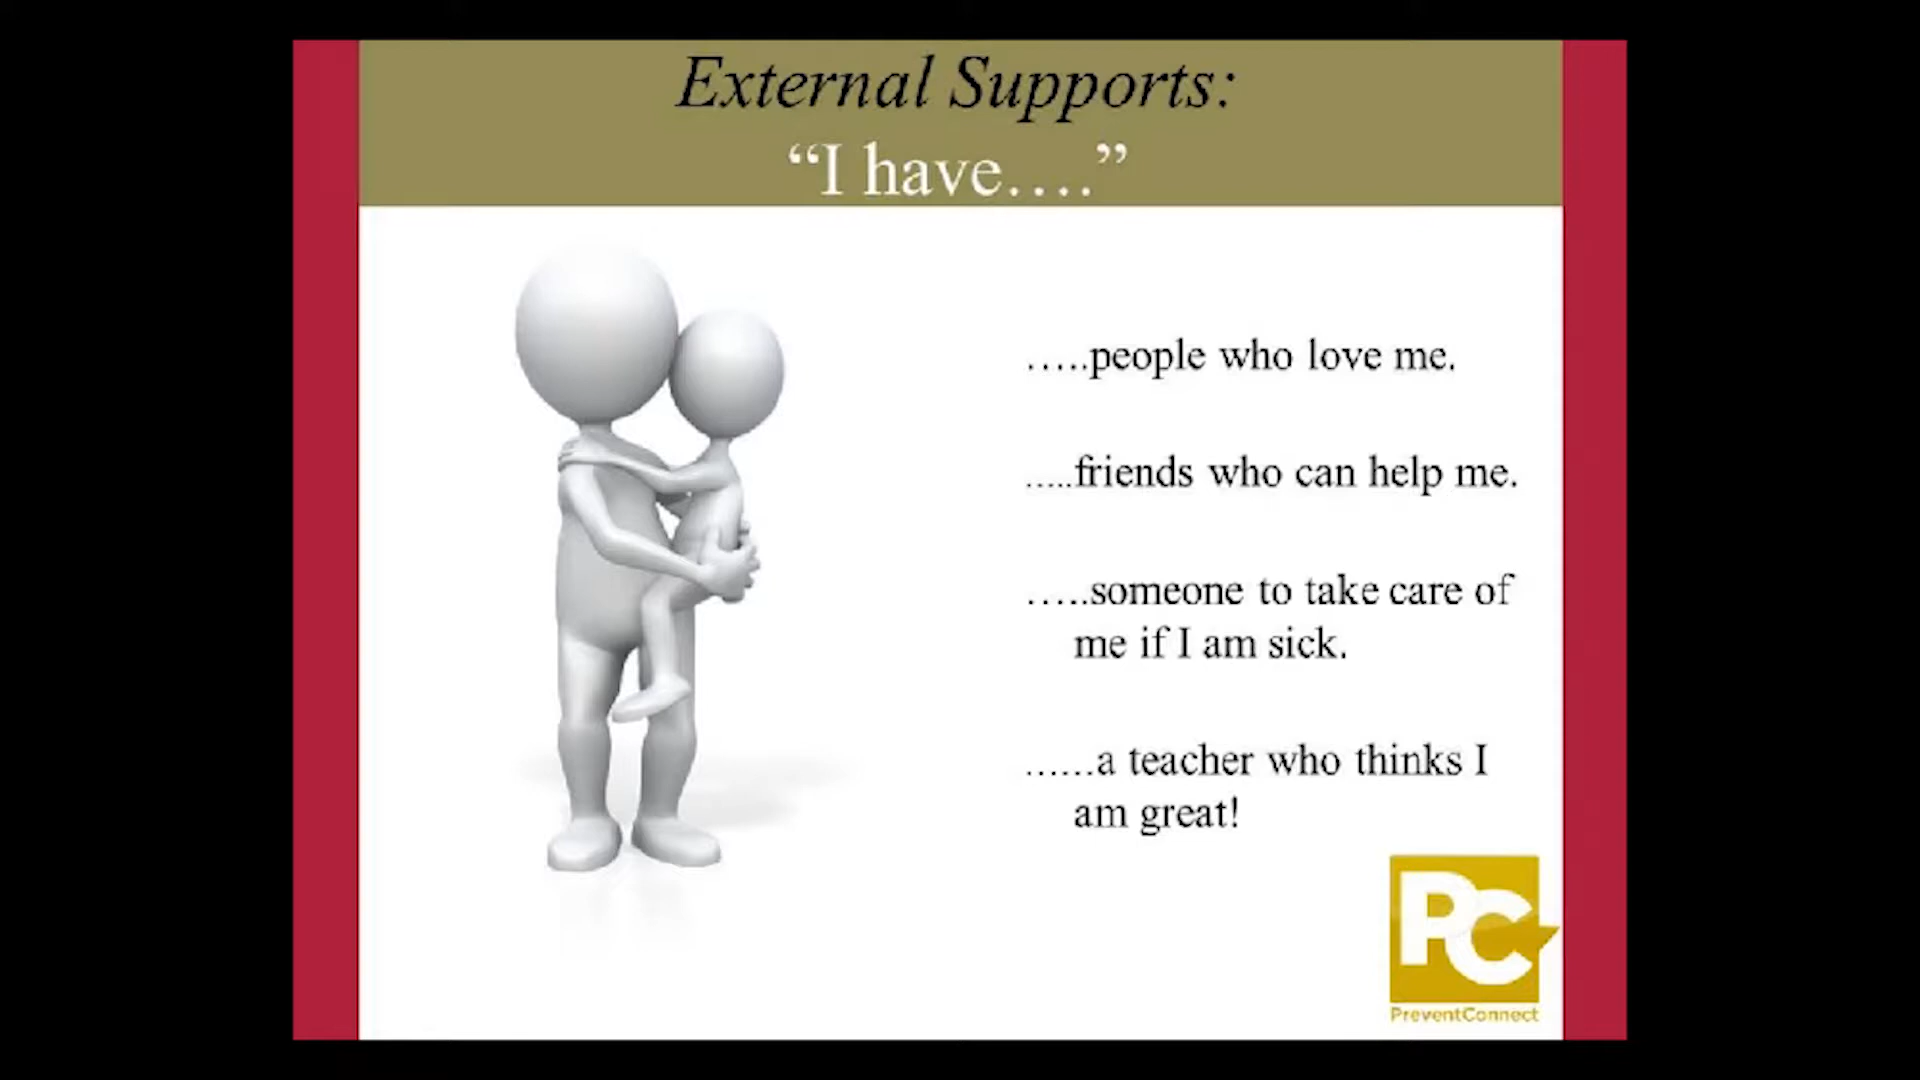 External Supports:
“I have….”
…..people who love me.
.....friends who can help me.
…..someone to take care of
me if I am sick.
……a teacher who thinks I
am great!
PC
PreventConnect